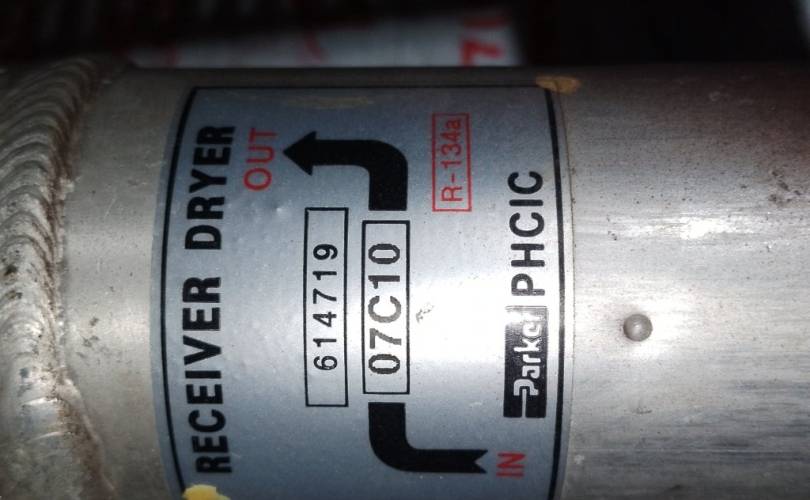 RECEIVER DRYER
OUT
614719
07C10
R-134a
Parker PHCIC
IN